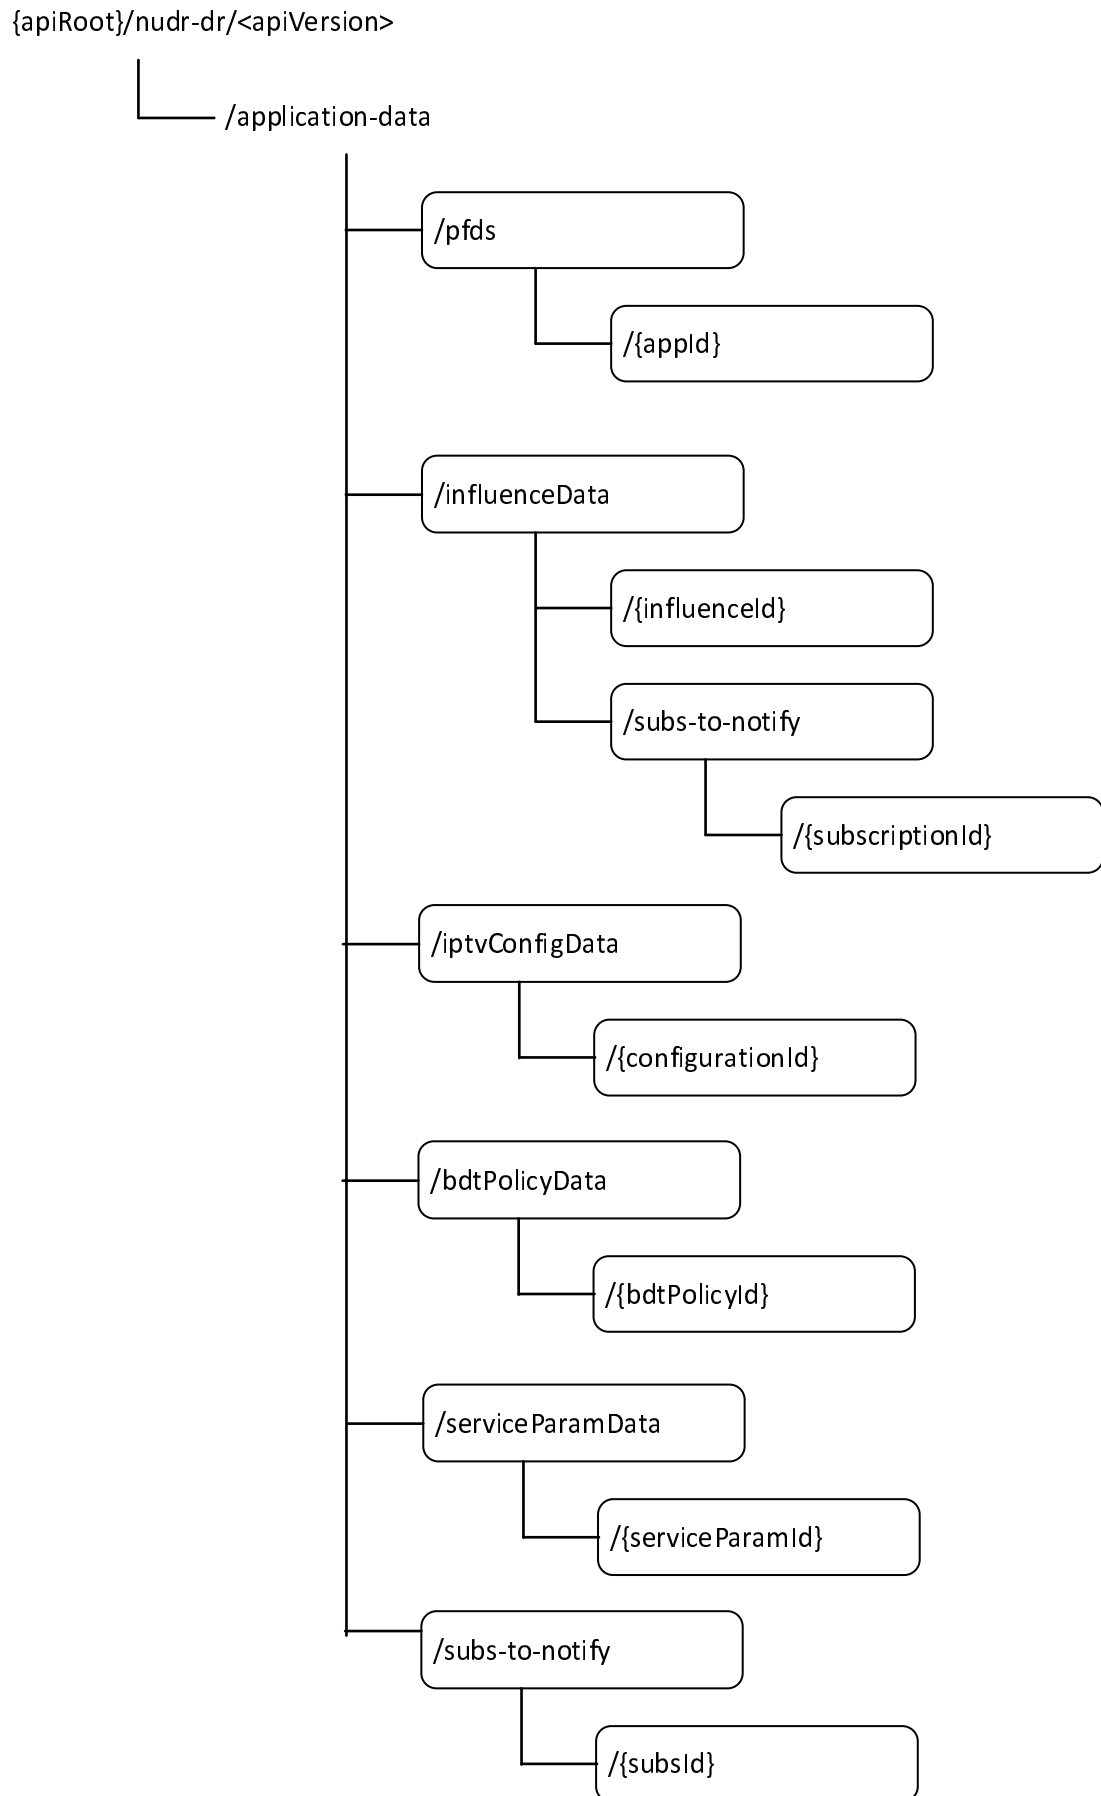 {apiRoot}/nudr-dr/<apiVersion>
/application-data
/pfds
/{appId}
/influenceData
/{influenceId}
/subs-to-notify
/{subscriptionId}
/iptvConfigData
/{configurationId}
/bdtPolicyData
/{bdtPolicyId}
/serviceParamData
/{serviceParamId}
/subs-to-notify
/{subsId}